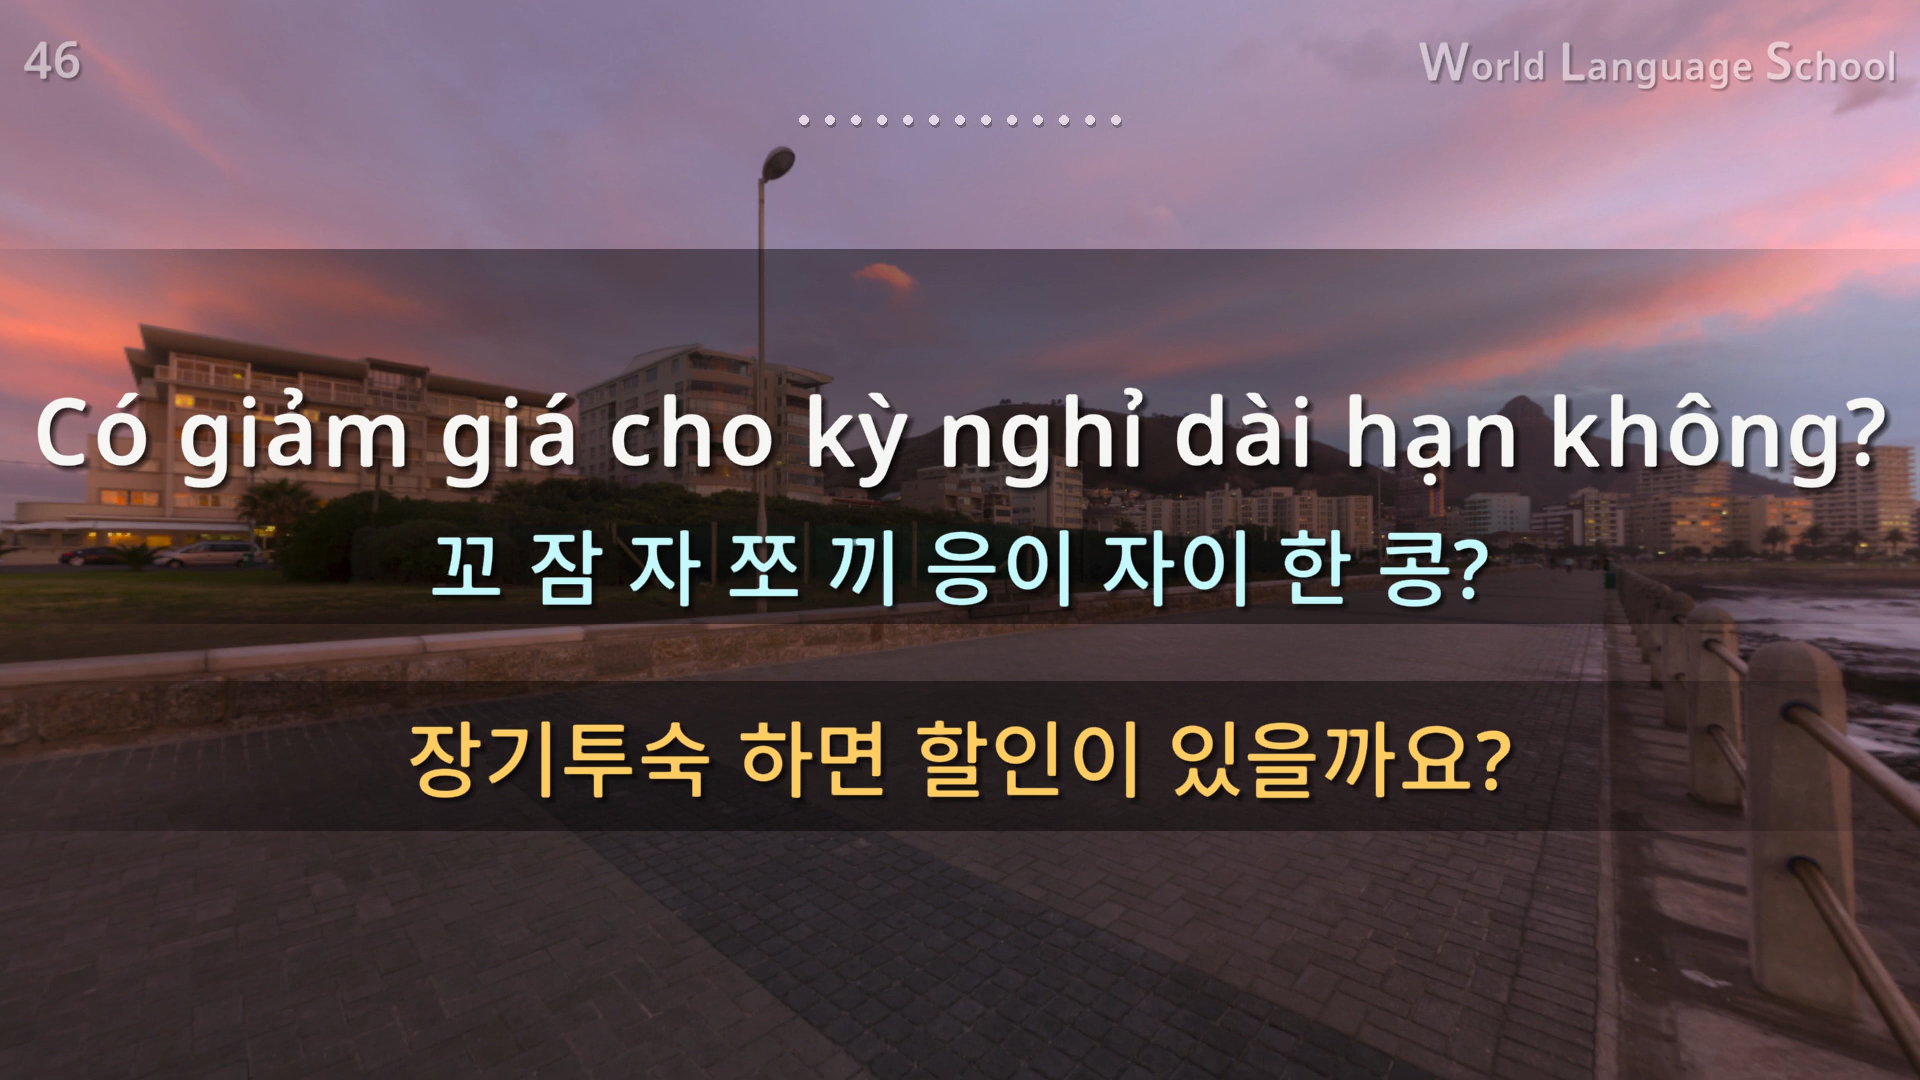 46
World Language School
Có giảm giá cho kỳ nghỉ dài hạn không?
꼬 잠 자 쪼 끼 응이 자이 한 콩?
장기투숙 하면 할인이 있을까요?